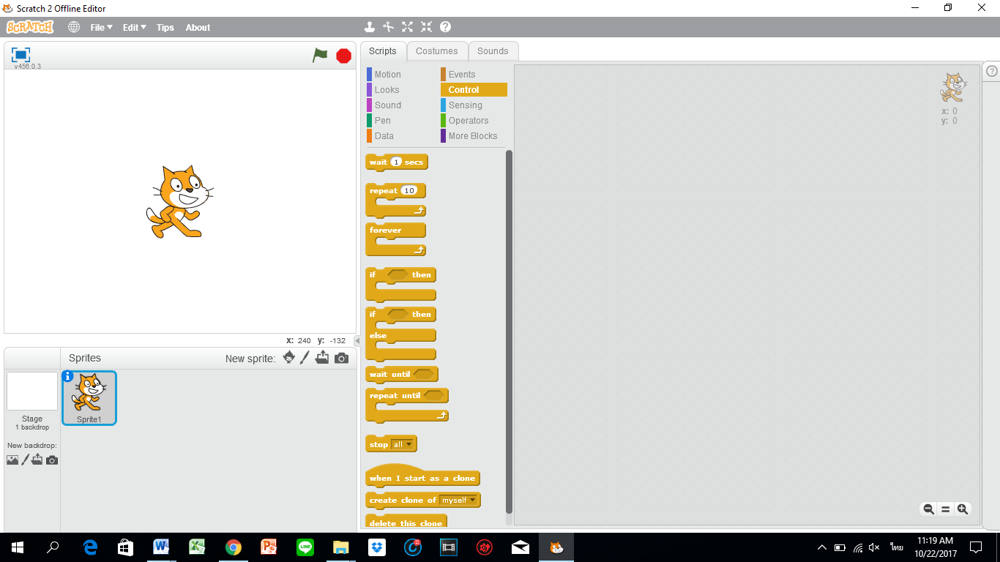 Scratch 2 Offline Editor
SCRATCH File Edit Tips About
v456.0.3
Scripts Costumes Sounds
Motion Events
Looks Control
Sound Sensing
Pen Operators
Data More Blocks
wait 1 secs
repeat 10
forever
if then
if then
else
wait until
repeat until
stop all
when I start as a clone
create clone of myself
delete this clone
x: 0
y: 0
x: 240 y: -132
Sprites New sprite:
Stage
1 backdrop
New backdrop:
Sprite1
ไทย
11:19 AM
10/22/2017